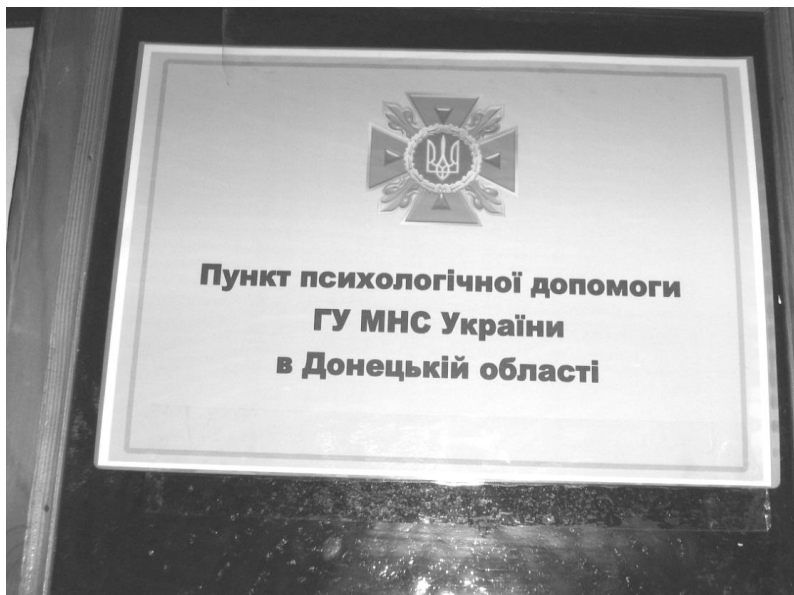 Пункт психологічної допомоги
ГУ МНС України
в Донецькій області